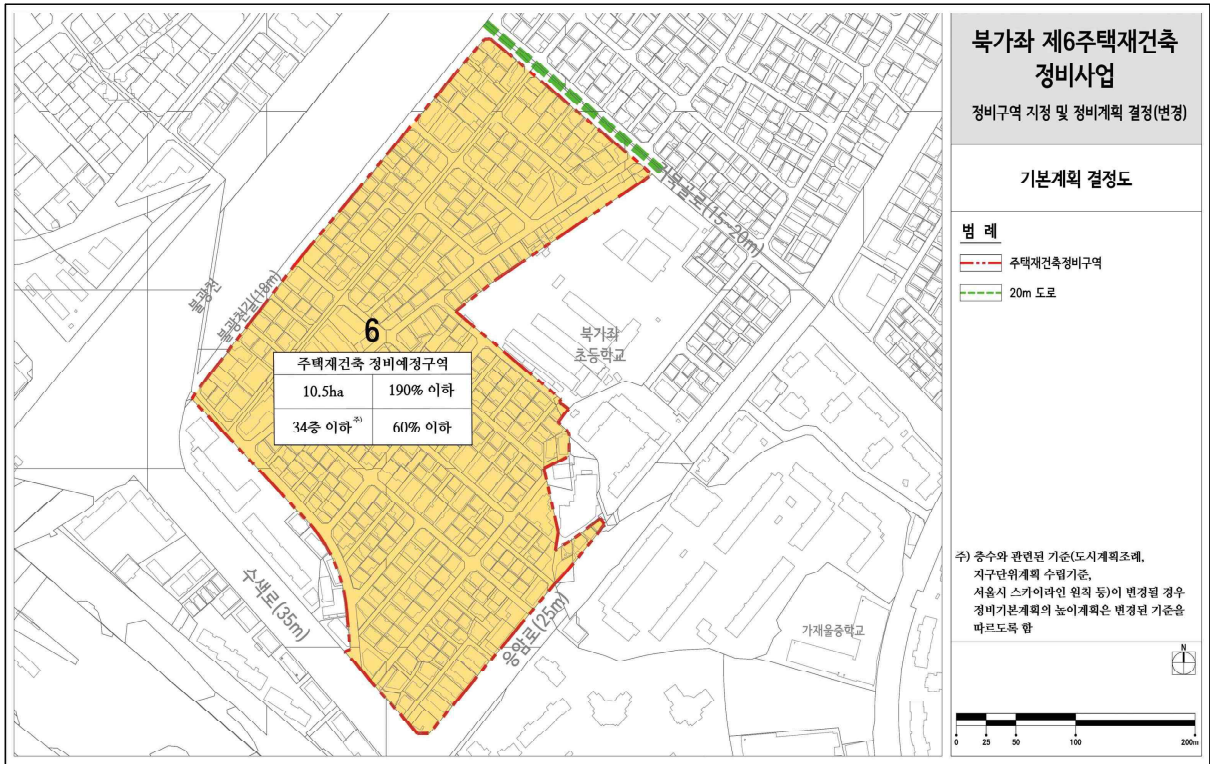 북가좌 제6주택재건축
정비사업
정비구역 지정 및 정비계획 결정(변경)
기본계획 결정도
범 례
주택재건축정비구역
20m 도로
주) 층수와 관련된 기준(도시계획조례,
지구단위계획 수립기준,
서울시 스카이라인 원칙 등)이 변경될 경우
정비기본계획의 높이계획은 변경된 기준을
따르도록 함
N
0 25 50 100 200m
(15~20m)
불광천
불광천길(18m)
북가좌
초등학교
6
주택재건축 정비예정구역
10.5ha 190% 이하
34층 이하주) 60% 이하
수색로(35m)
응암로(25m)
가재울중학교